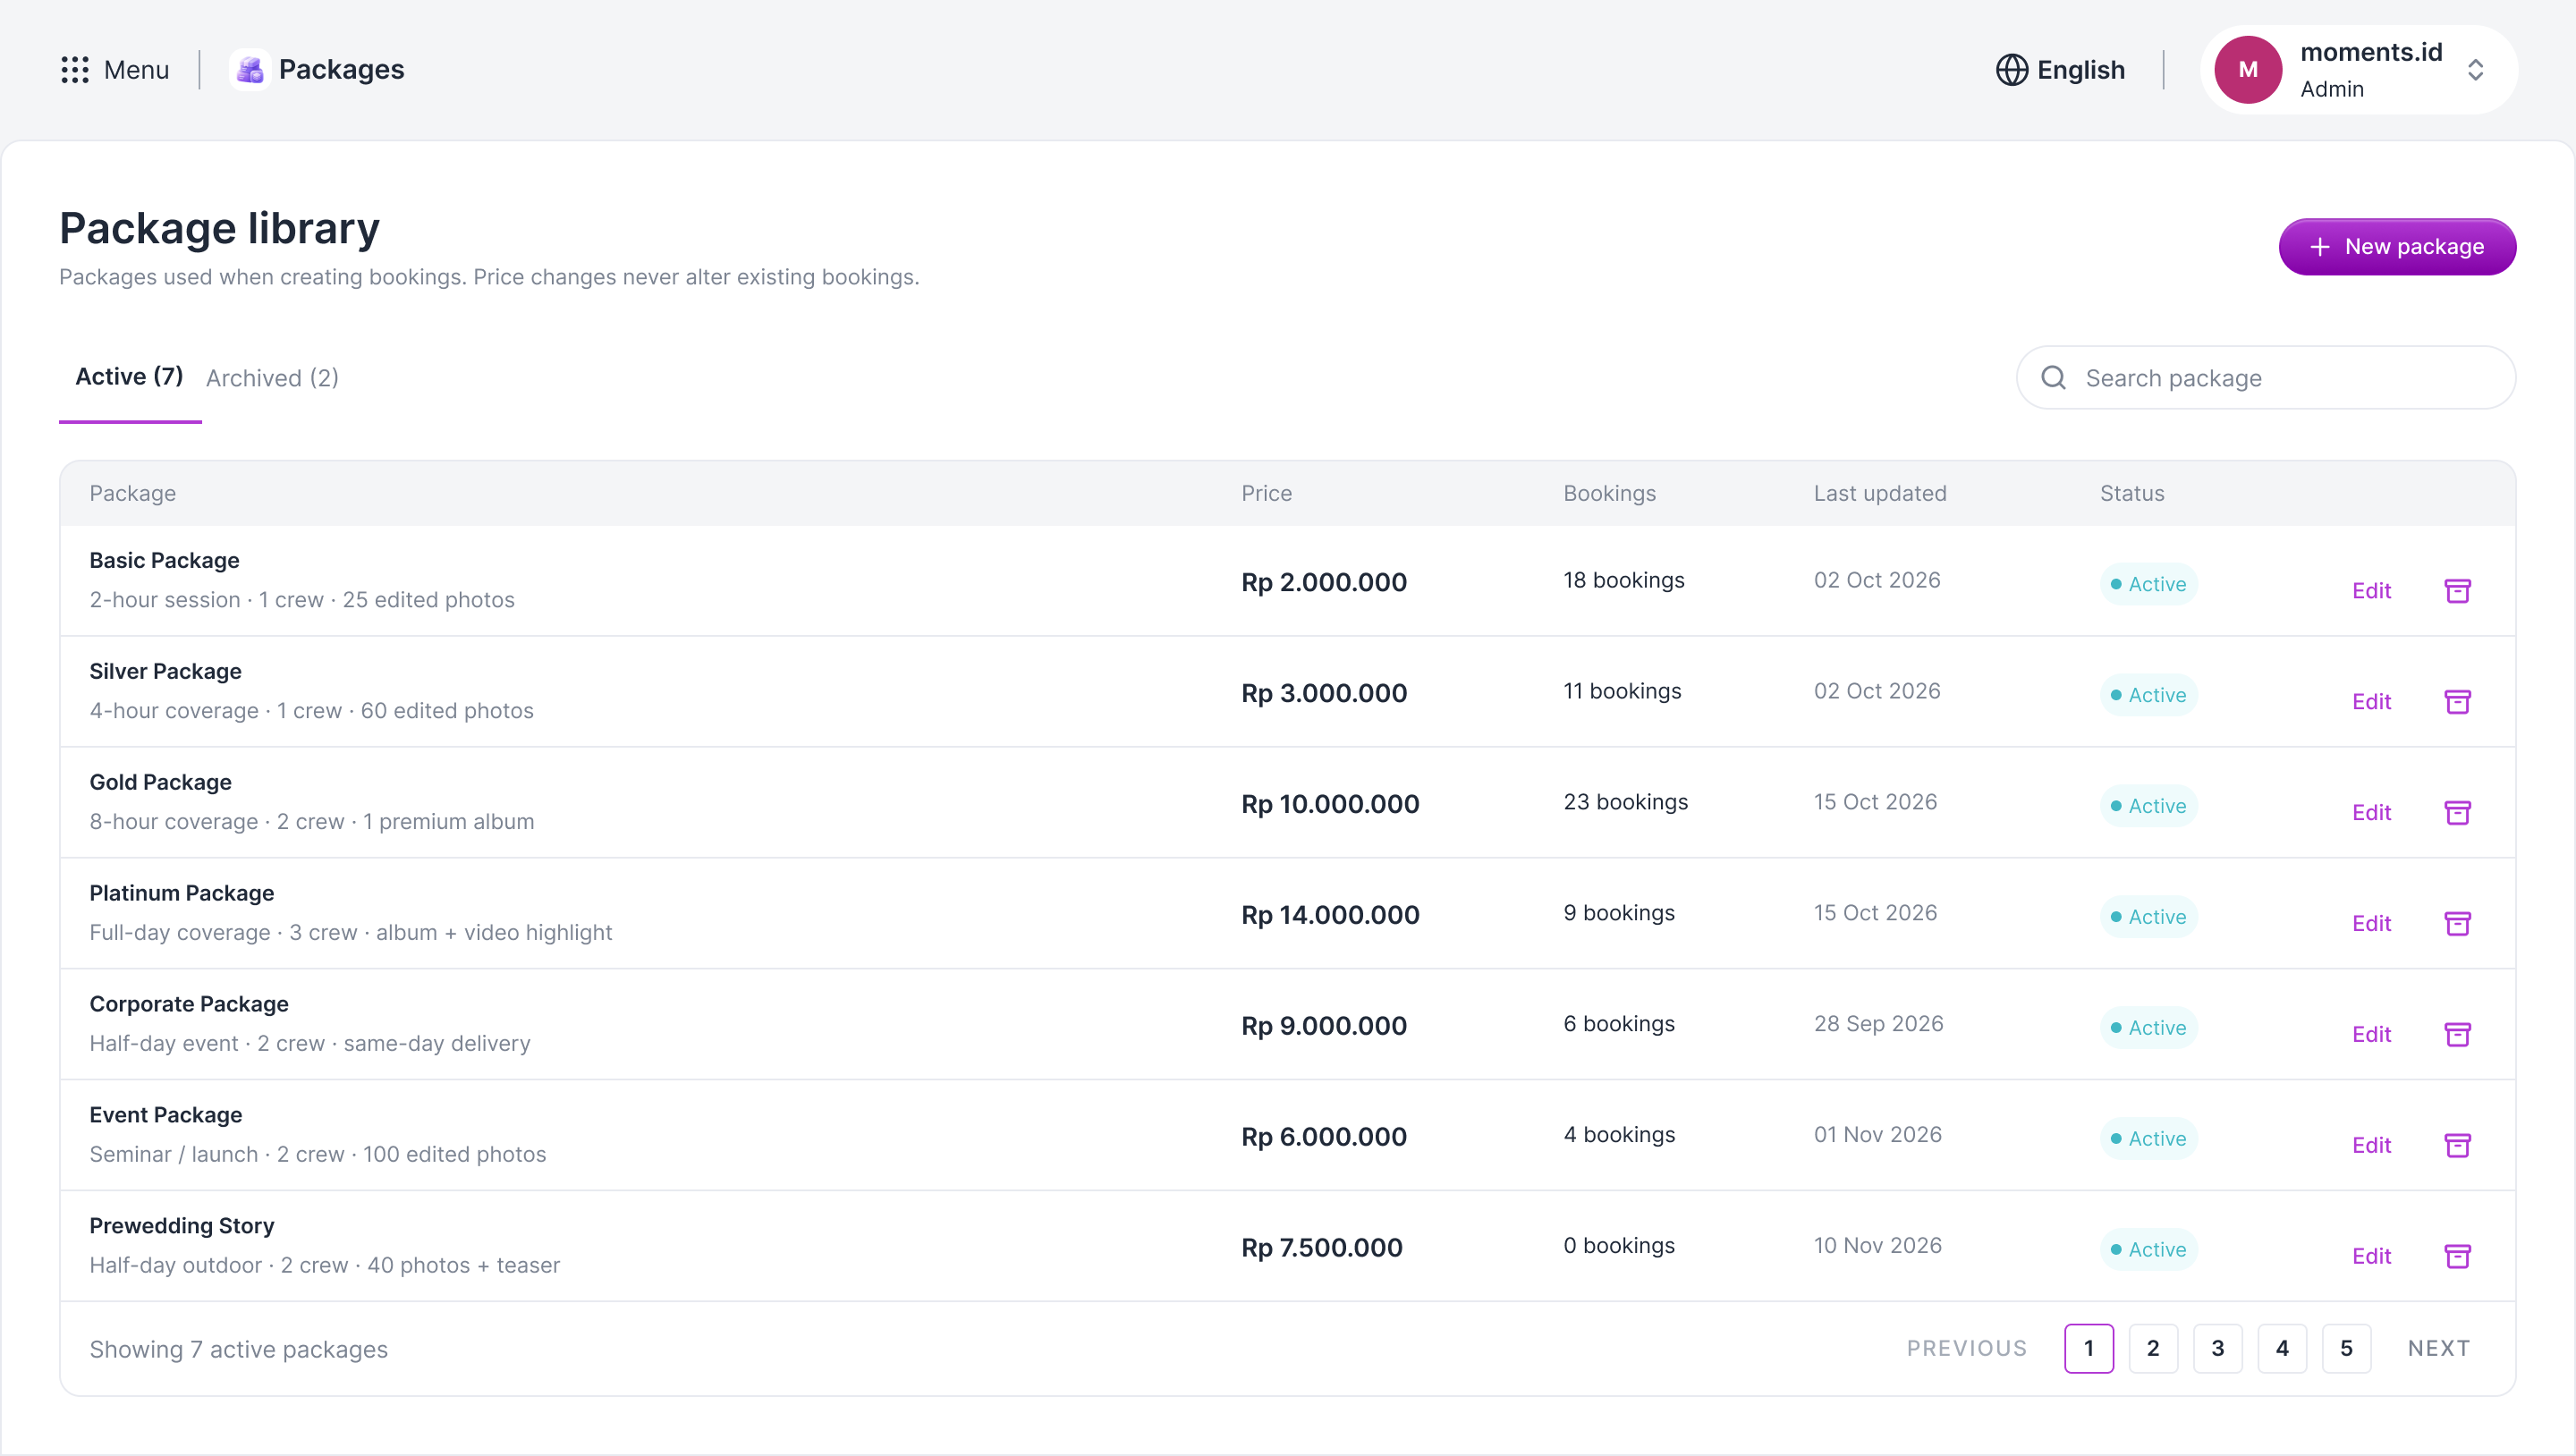 Menu
Packages
English
M
moments.id
Admin
Package library
Packages used when creating bookings. Price changes never alter existing bookings.
+ New package
Active (7)
Archived (2)
Search package
Package Price Bookings Last updated Status
Basic Package
2-hour session · 1 crew · 25 edited photos
Rp 2.000.000
18 bookings
02 Oct 2026
Active
Edit
Silver Package
4-hour coverage · 1 crew · 60 edited photos
Rp 3.000.000
11 bookings
02 Oct 2026
Active
Edit
Gold Package
8-hour coverage · 2 crew · 1 premium album
Rp 10.000.000
23 bookings
15 Oct 2026
Active
Edit
Platinum Package
Full-day coverage · 3 crew · album + video highlight
Rp 14.000.000
9 bookings
15 Oct 2026
Active
Edit
Corporate Package
Half-day event · 2 crew · same-day delivery
Rp 9.000.000
6 bookings
28 Sep 2026
Active
Edit
Event Package
Seminar / launch · 2 crew · 100 edited photos
Rp 6.000.000
4 bookings
01 Nov 2026
Active
Edit
Prewedding Story
Half-day outdoor · 2 crew · 40 photos + teaser
Rp 7.500.000
0 bookings
10 Nov 2026
Active
Edit
Showing 7 active packages
PREVIOUS 1 2 3 4 5 NEXT